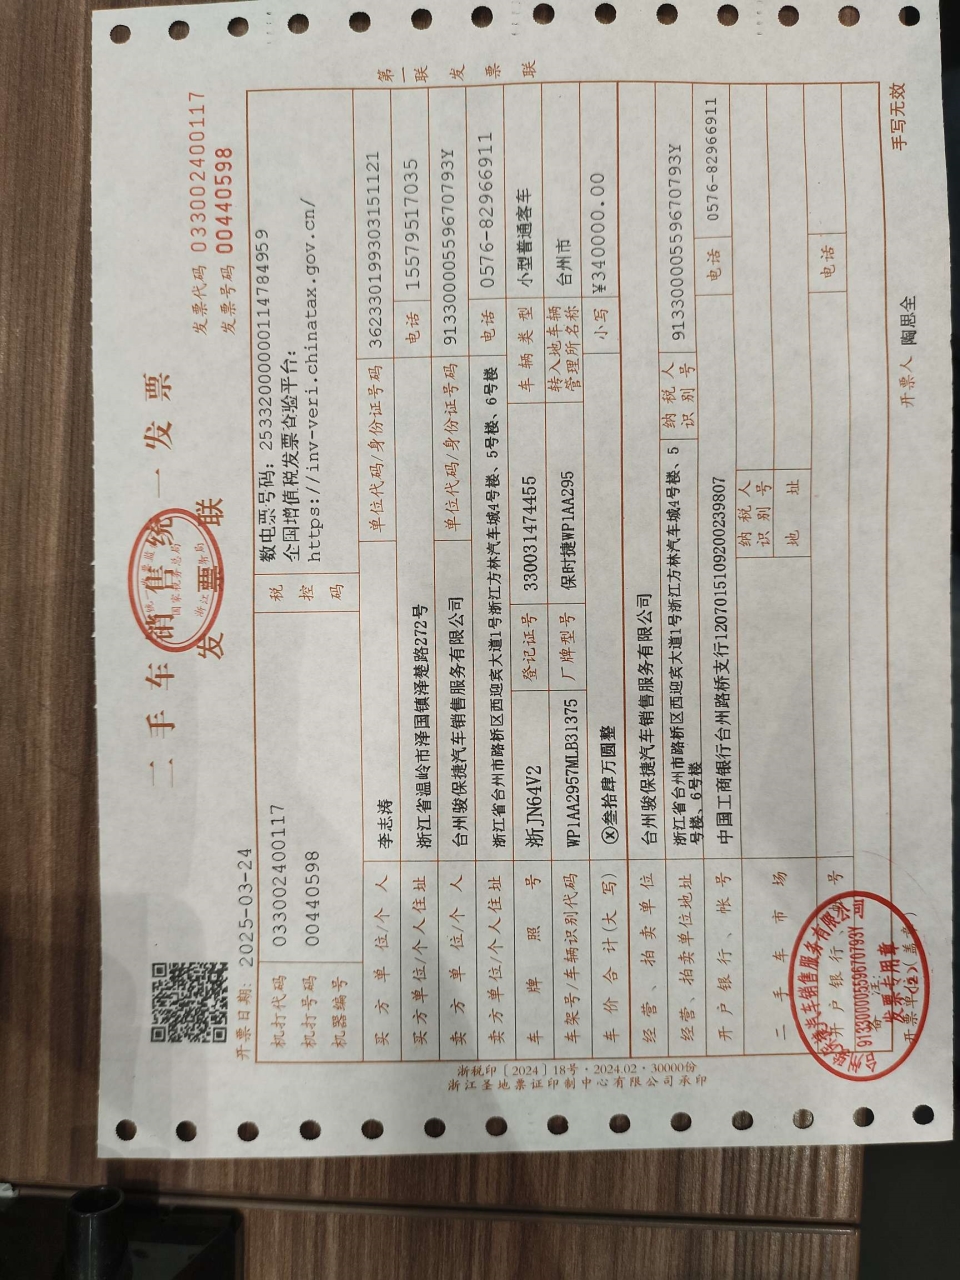 二手车销售统一发票
发票联
发票代码 033002400117
发票号码 00440598
开票日期: 2025-03-24
第一联 发票联
机打代码 033002400117
机打号码 00440598
机器编号
税控码
数电票号码: 25332000000114784959
全国增值税发票查验平台:
https://inv-veri.chinatax.gov.cn/
买方单位/个人 李志涛 单位代码/身份证号码 362330199303151121
买方单位/个人住址 浙江省温岭市泽国镇泽楚路272号 电话 15579517035
卖方单位/个人 台州骏保捷汽车销售服务有限公司 单位代码/身份证号码 91330000559670793Y
卖方单位/个人住址 浙江省台州市路桥区西迎宾大道1号浙江方林汽车城4号楼、5号楼、6号楼 电话 0576-82966911
车牌照号 浙JN64V2 登记证号 330031474455 车辆类型 小型普通客车
车架号/车辆识别代码 WP1AA2957MLB31375 厂牌型号 保时捷WP1AA295 转入地车辆管理所名称 台州市
车价合计(大写) ⓧ叁拾肆万圆整 小写 ¥340000.00
经营、拍卖单位 台州骏保捷汽车销售服务有限公司
经营、拍卖单位地址 浙江省台州市路桥区西迎宾大道1号浙江方林汽车城4号楼、5
号楼、6号楼 纳税人识别号 91330000559670793Y
开户银行、帐号 中国工商银行台州路桥支行1207015109200239807 电话 0576-82966911
二手车市场 纳税人识别号
地址
开户银行、帐号 电话
备注:
开票单位(盖章) 开票人 陶思全 手写无效
浙税印〔2024〕18号·2024.02·30000份
浙江圣地票证印制中心有限公司承印
国家税务总局
浙江
91330000559670793Y
发票专用章
(2)